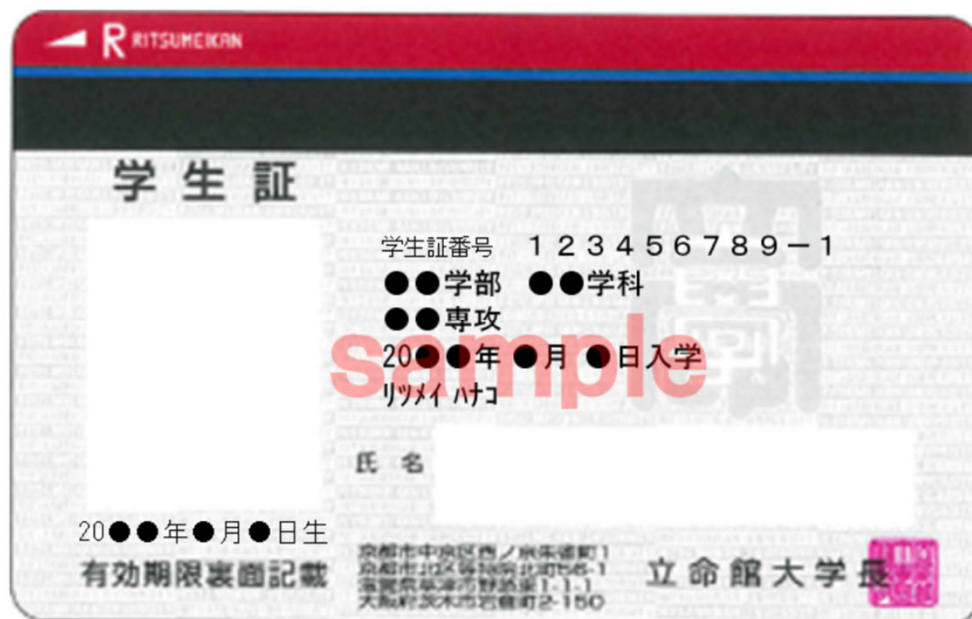 R RITSUMEIKAN
学生証
学生証番号 123456789-1
●●学部 ●●学科
●●専攻
20●●年●月●日入学
sample
リツメイ ハナコ
氏名
20●●年●月●日生
有効期限裏面記載
京都市中京区西ノ京朱雀町1
京都市北区等持院北町56-1
滋賀県草津市野路東1-1-1
大阪府茨木市岩倉町2-150
立命館大学長